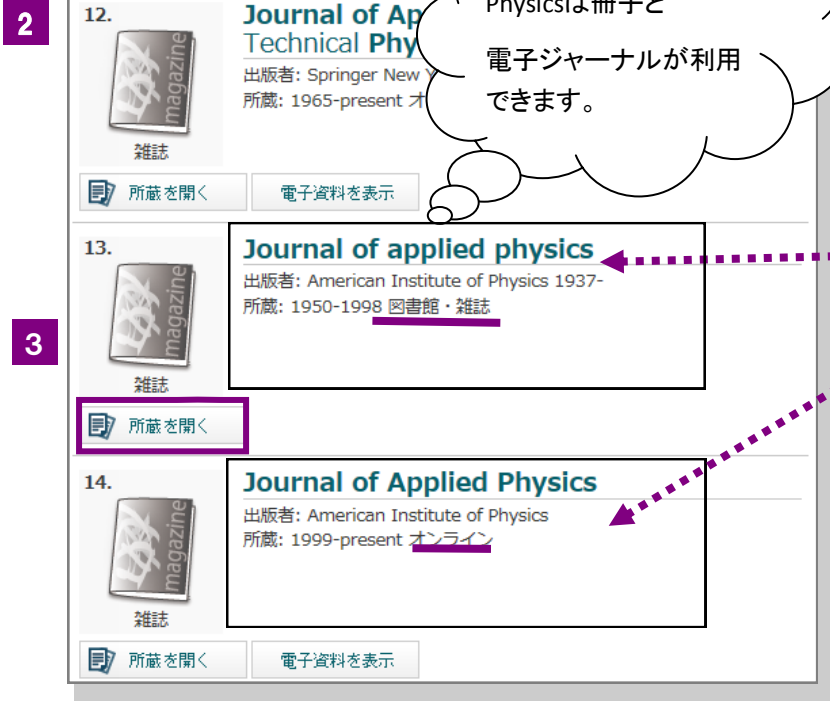 2
12.
Journal of Ap
Technical Phy
出版者: Springer New
所蔵: 1965-present オ
Physicsは冊子と
電子ジャーナルが利用
できます。
magazine
雑誌
所蔵を開く
電子資料を表示
13.
Journal of applied physics
出版者: American Institute of Physics 1937-
所蔵: 1950-1998 図書館・雑誌
magazine
3
雑誌
所蔵を開く
14.
Journal of Applied Physics
出版者: American Institute of Physics
所蔵: 1999-present オンライン
magazine
雑誌
所蔵を開く
電子資料を表示